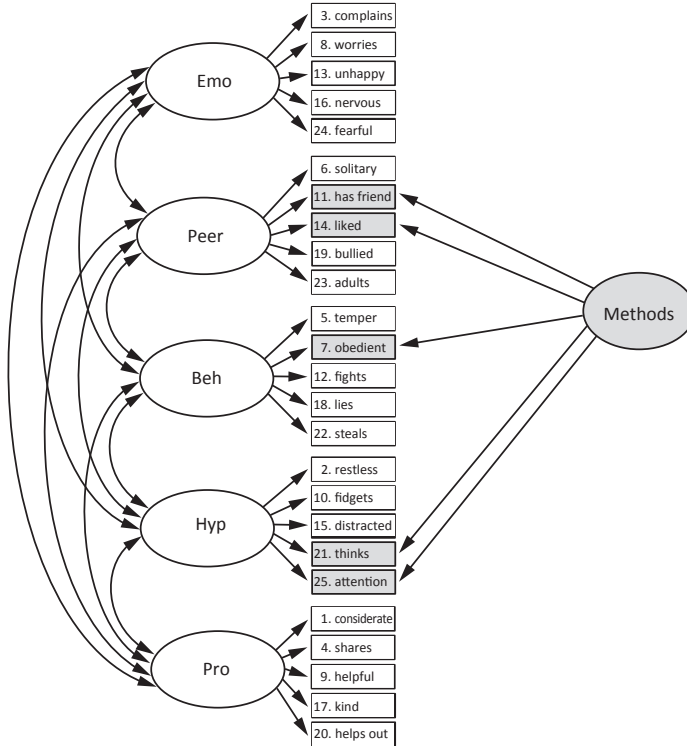 3. complains
8. worries
13. unhappy
16. nervous
24. fearful
Emo
6. solitary
11. has friend
14. liked
19. bullied
23. adults
Peer
Methods
5. temper
7. obedient
12. fights
18. lies
22. steals
Beh
2. restless
10. fidgets
15. distracted
21. thinks
25. attention
Hyp
1. considerate
4. shares
9. helpful
17. kind
20. helps out
Pro